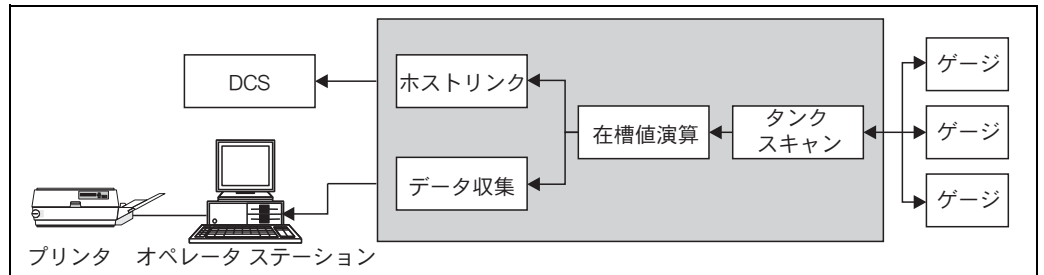 DCS
ホストリンク
データ収集
在槽値演算
タンク
スキャン
ゲージ
ゲージ
ゲージ
プリンタ
オペレータ ステーション